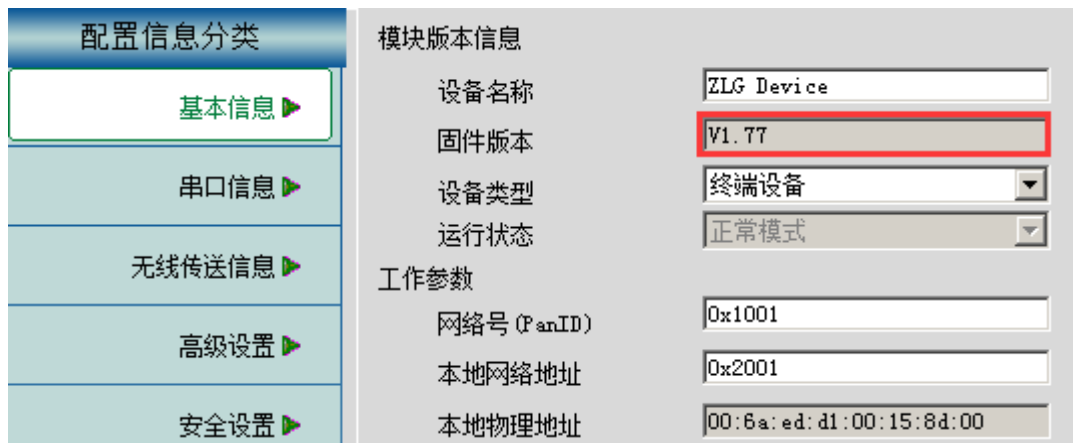 配置信息分类
基本信息
串口信息
无线传送信息
高级设置
安全设置
模块版本信息
设备名称 ZLG Device
固件版本 V1.77
设备类型 终端设备
运行状态 正常模式
工作参数
网络号(PanID) 0x1001
本地网络地址 0x2001
本地物理地址 00:6a:ed:d1:00:15:8d:00